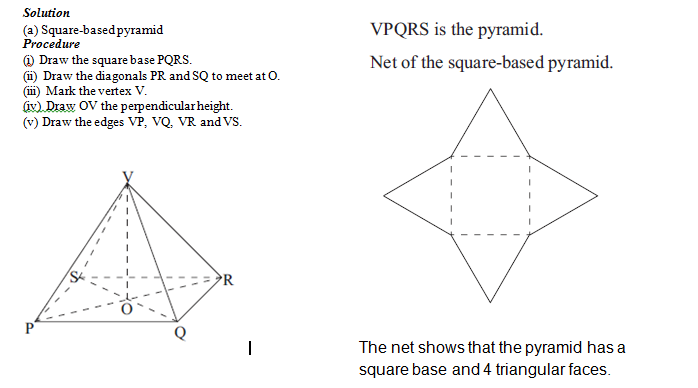 Solution
(a) Square-based pyramid
Procedure
(i) Draw the square base PQRS.
(ii) Draw the diagonals PR and SQ to meet at O.
(iii) Mark the vertex V.
(iv) Draw OV the perpendicular height.
(v) Draw the edges VP, VQ, VR and VS.
V
S
R
O
P
Q
VPQRS is the pyramid.
Net of the square-based pyramid.
The net shows that the pyramid has a
square base and 4 triangular faces.